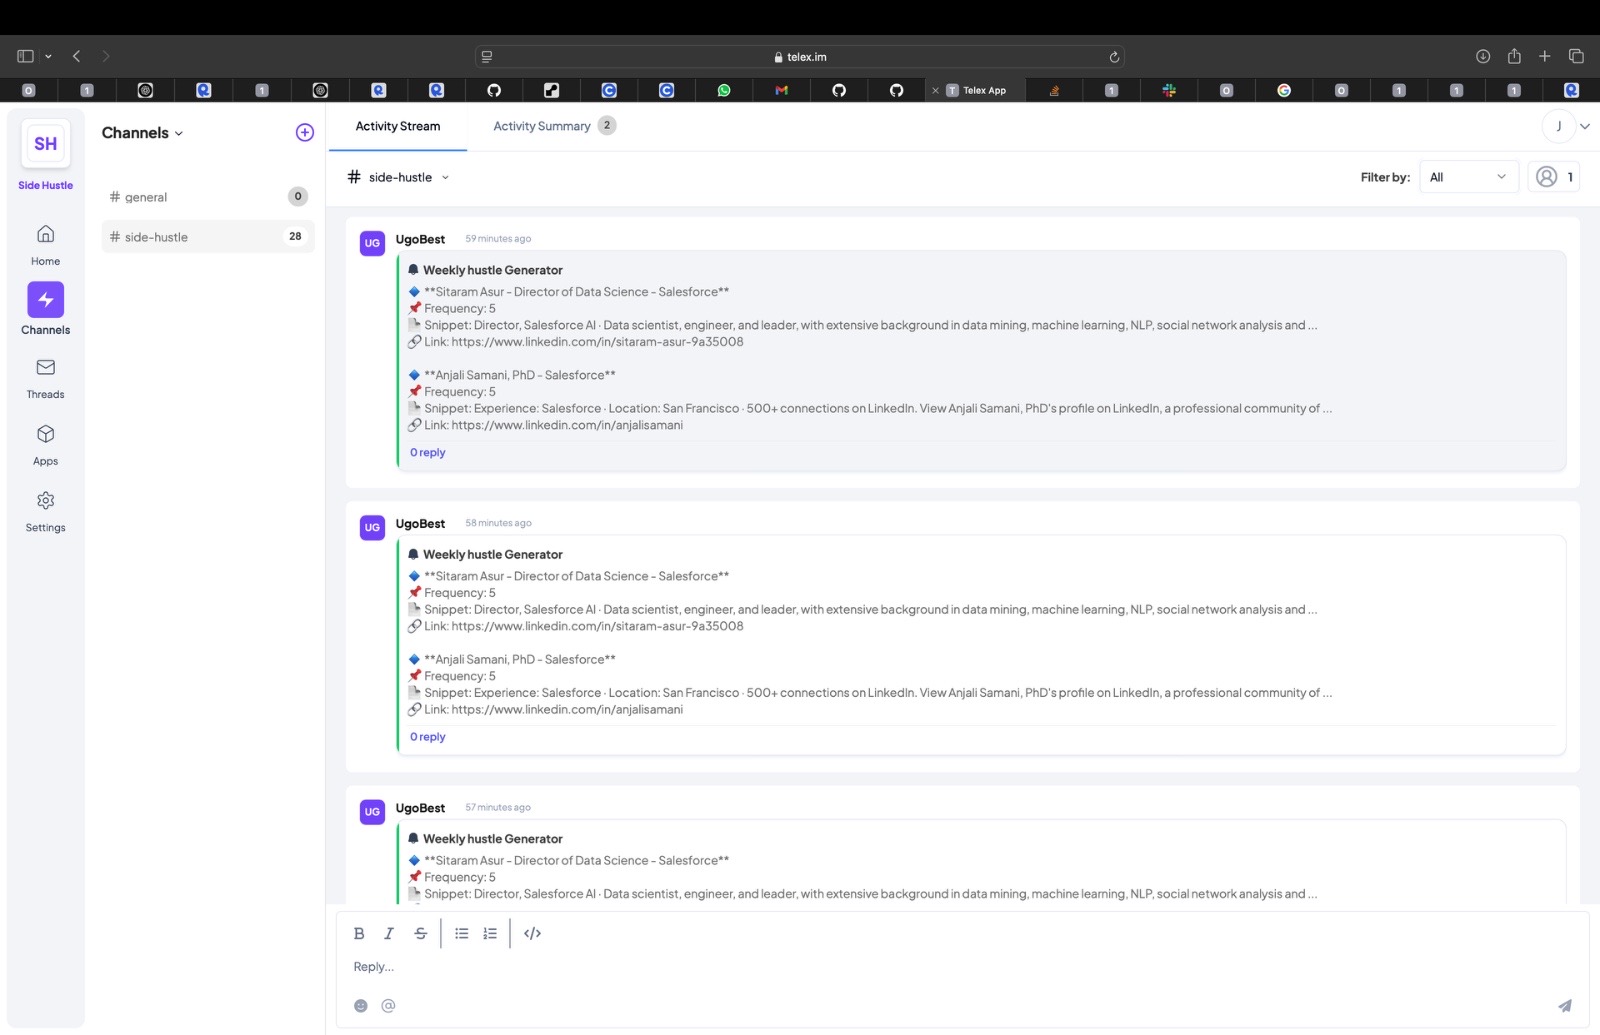 telex.im
O
1
1
T Telex App
1
O
O
1
1
1
SH
Side Hustle
Home
Channels
Threads
Apps
Settings
Channels
# general 0
# side-hustle 28
Activity Stream
Activity Summary 2
J
# side-hustle
Filter by: All 1
UG UgoBest 59 minutes ago
Weekly hustle Generator
**Sitaram Asur - Director of Data Science - Salesforce**
Frequency: 5
Snippet: Director, Salesforce AI · Data scientist, engineer, and leader, with extensive background in data mining, machine learning, NLP, social network analysis and ...
Link: https://www.linkedin.com/in/sitaram-asur-9a35008
**Anjali Samani, PhD - Salesforce**
Frequency: 5
Snippet: Experience: Salesforce · Location: San Francisco · 500+ connections on LinkedIn. View Anjali Samani, PhD's profile on LinkedIn, a professional community of ...
Link: https://www.linkedin.com/in/anjalisamani
0 reply
UG UgoBest 58 minutes ago
Weekly hustle Generator
**Sitaram Asur - Director of Data Science - Salesforce**
Frequency: 5
Snippet: Director, Salesforce AI · Data scientist, engineer, and leader, with extensive background in data mining, machine learning, NLP, social network analysis and ...
Link: https://www.linkedin.com/in/sitaram-asur-9a35008
**Anjali Samani, PhD - Salesforce**
Frequency: 5
Snippet: Experience: Salesforce · Location: San Francisco · 500+ connections on LinkedIn. View Anjali Samani, PhD's profile on LinkedIn, a professional community of ...
Link: https://www.linkedin.com/in/anjalisamani
0 reply
UG UgoBest 57 minutes ago
Weekly hustle Generator
**Sitaram Asur - Director of Data Science - Salesforce**
Frequency: 5
Snippet: Director, Salesforce AI · Data scientist, engineer, and leader, with extensive background in data mining, machine learning, NLP, social network analysis and ...
B I S </>
Reply...
@